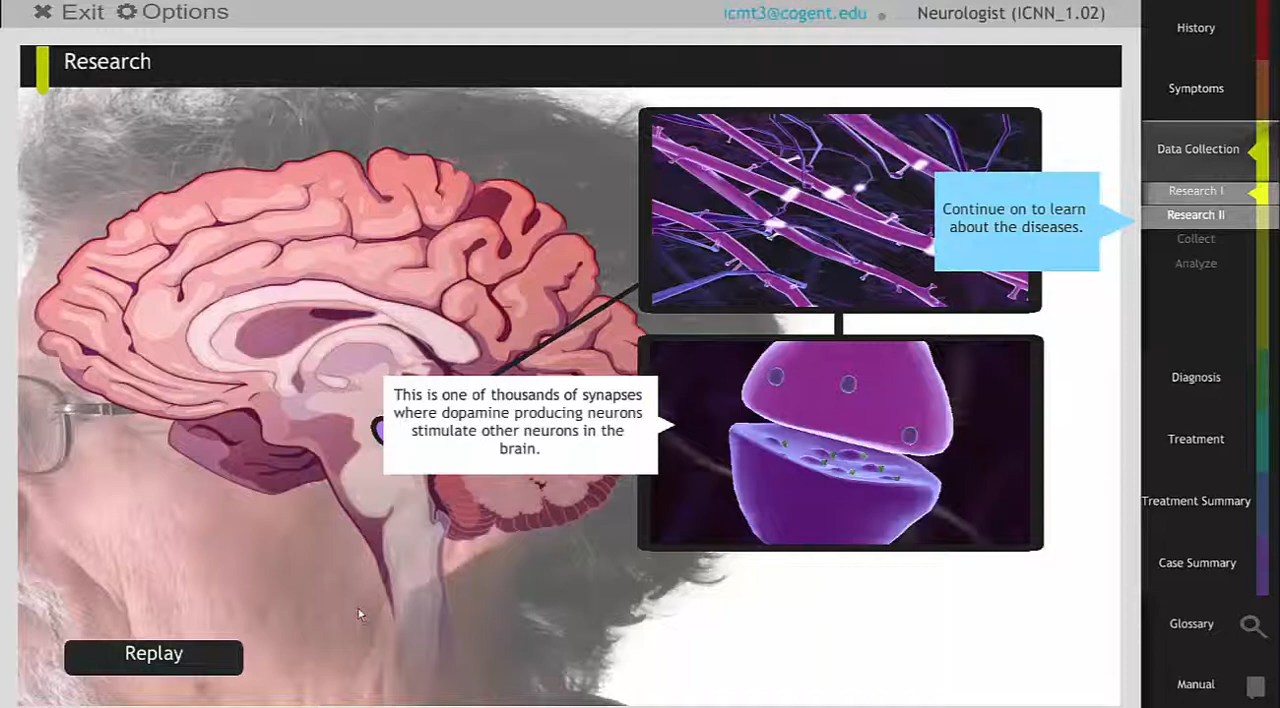 Exit Options
icmt3@cogent.edu
Neurologist (ICNN_1.02)
Research
Continue on to learn
about the diseases.
This is one of thousands of synapses
where dopamine producing neurons
stimulate other neurons in the
brain.
Replay
History
Symptoms
Data Collection
Research I
Research II
Collect
Analyze
Diagnosis
Treatment
Treatment Summary
Case Summary
Glossary
Manual